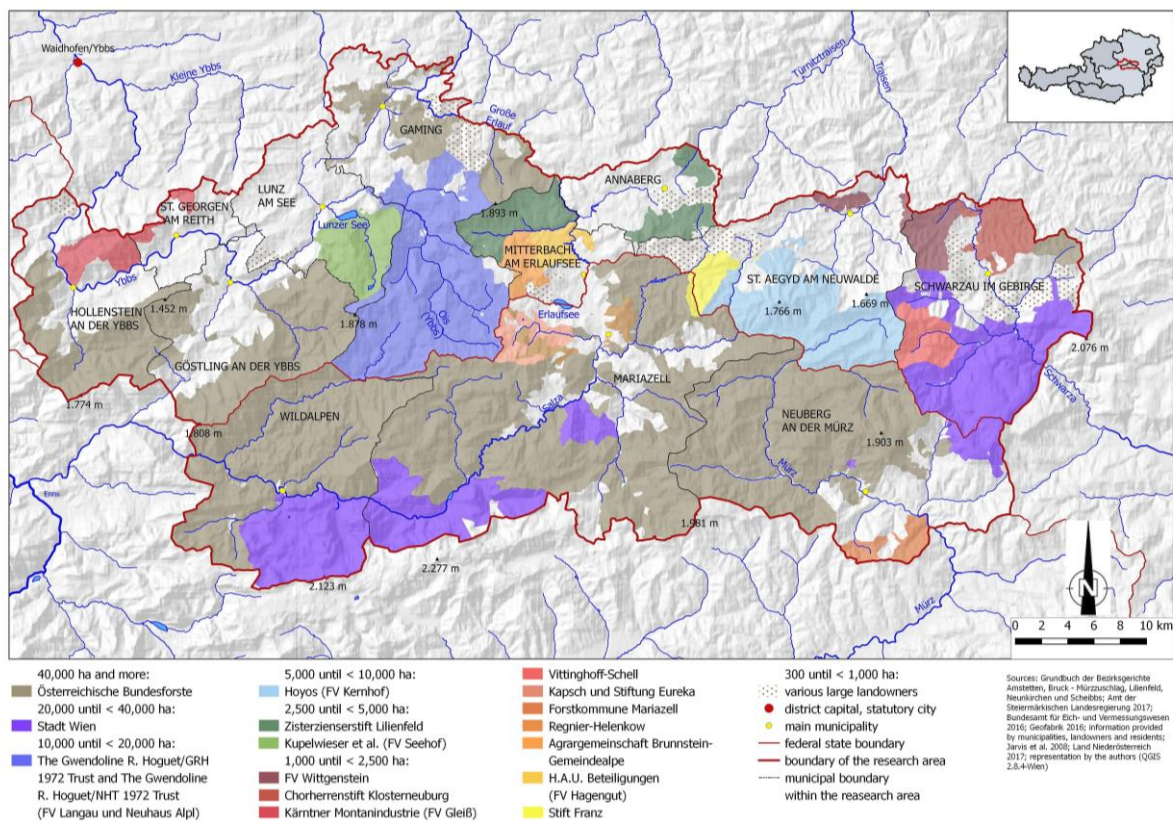 Waidhofen/Ybbs
Kleine Ybbs
Türnitztraisen
Traisen
Große
Erlauf
GAMING
ANNABERG
ST. GEORGEN
AM REITH
LUNZ
AM SEE
Lunzer See
1.893 m
MITTERBACH
AM ERLAUFSEE
ST. AEGYD AM NEUWALDE
SCHWARZAU IM GEBIRGE
Ybbs
HOLLENSTEIN
AN DER YBBS
1.452 m
1.878 m
Ois
(Ybbs)
Erlaufsee
1.766 m
1.669 m
2.076 m
GÖSTLING AN DER YBBS
MARIAZELL
Schwarza
1.774 m
1.808 m
WILDALPEN
Salza
NEUBERG
AN DER MÜRZ
1.903 m
Mürz
Enns
1.981 m
2.277 m
2.123 m
Mürz
N
0 2 4 6 8 10 km
40,000 ha and more:
Österreichische Bundesforste
20,000 until < 40,000 ha:
Stadt Wien
10,000 until < 20,000 ha:
The Gwendoline R. Hoguet/GRH
1972 Trust and The Gwendoline
R. Hoguet/NHT 1972 Trust
(FV Langau und Neuhaus Alpl)
5,000 until < 10,000 ha:
Hoyos (FV Kernhof)
2,500 until < 5,000 ha:
Zisterzienserstift Lilienfeld
Kupelwieser et al. (FV Seehof)
1,000 until < 2,500 ha:
FV Wittgenstein
Chorherrenstift Klosterneuburg
Kärntner Montanindustrie (FV Gleiß)
Vittinghoff-Schell
Kapsch und Stiftung Eureka
Forstkommune Mariazell
Regnier-Helenkow
Agrargemeinschaft Brunnstein-
Gemeindealpe
H.A.U. Beteiligungen
(FV Hagengut)
Stift Franz
300 until < 1,000 ha:
various large landowners
district capital, statutory city
main municipality
federal state boundary
boundary of the research area
municipal boundary
within the reasearch area
Sources: Grundbuch der Bezirksgerichte
Amstetten, Bruck - Mürzzuschlag, Lilienfeld,
Neunkirchen und Scheibbs; Amt der
Steiermärkischen Landesregierung 2017;
Bundesamt für Eich- und Vermessungswesen
2016; Geofabrik 2016; information provided
by municipalities, landowners and residents;
Jarvis et al. 2008; Land Niederösterreich
2017; representation by the authors (QGIS
2.8.4-Wien)